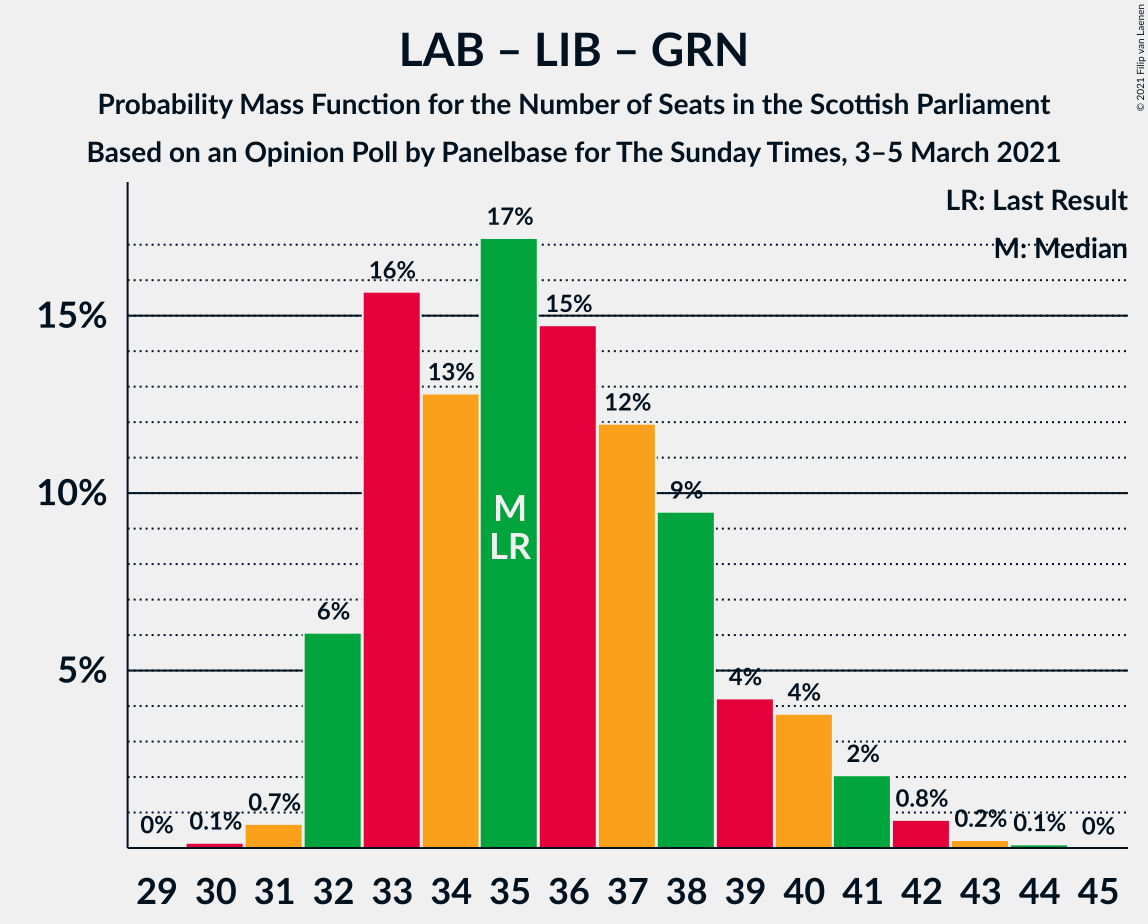 LAB – LIB – GRN
Probability Mass Function for the Number of Seats in the Scottish Parliament
Based on an Opinion Poll by Panelbase for The Sunday Times, 3–5 March 2021
© 2021 Filip van Laenen
LR: Last Result
M: Median
15%
10%
5%
0%
0.1%
0.7%
6%
16%
13%
17%
15%
12%
9%
4%
4%
2%
0.8%
0.2%
0.1%
0%
M
LR
29 30 31 32 33 34 35 36 37 38 39 40 41 42 43 44 45